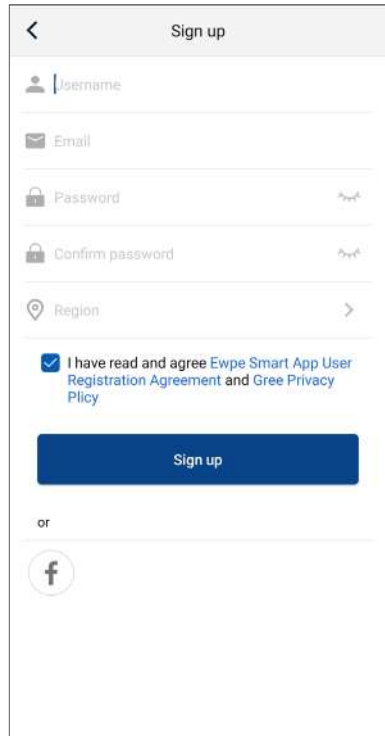 Sign up
Username
Email
Password
Confirm password
Region
I have read and agree Ewpe Smart App User
Registration Agreement and Gree Privacy
Plicy
Sign up
or
f